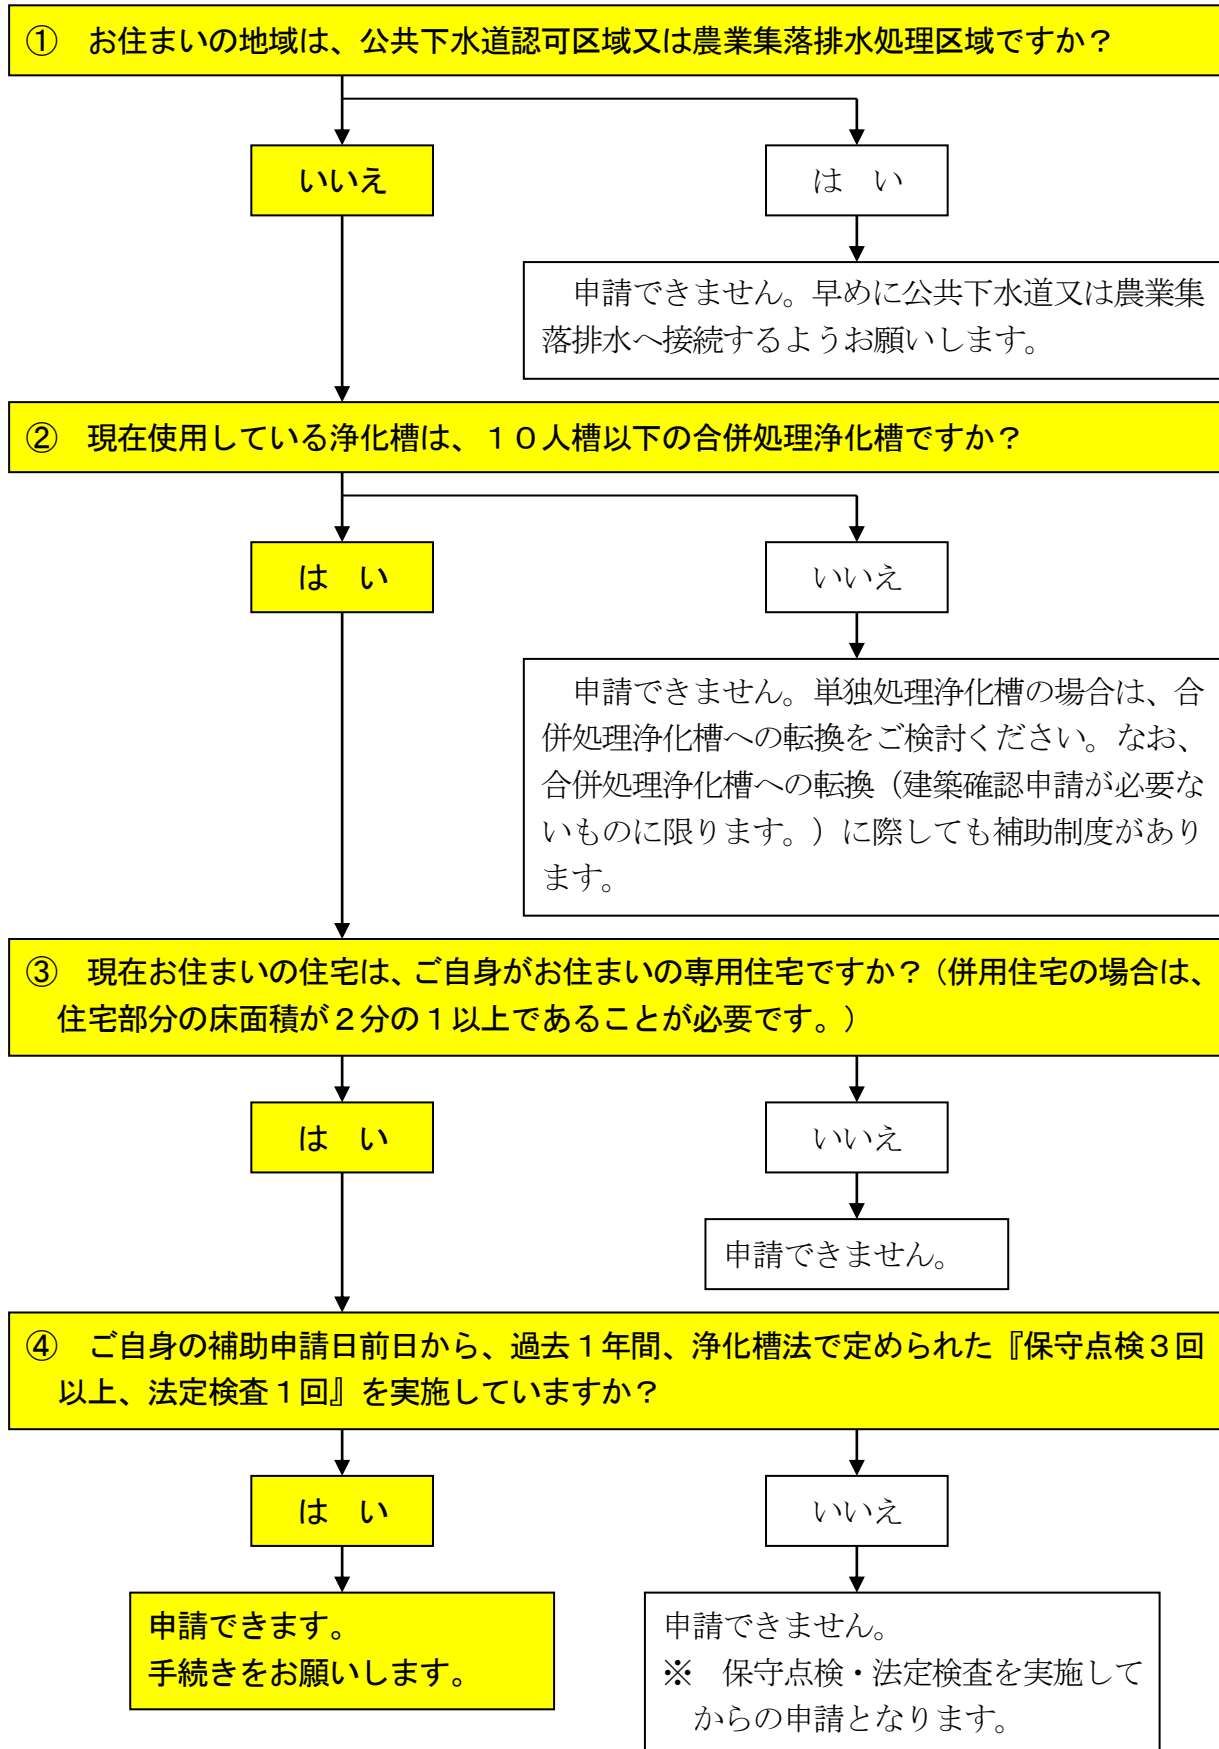 ① お住まいの地域は、公共下水道認可区域又は農業集落排水処理区域ですか？
いいえ
は　い
申請できません。早めに公共下水道又は農業集
落排水へ接続するようお願いします。
② 現在使用している浄化槽は、１０人槽以下の合併処理浄化槽ですか？
は　い
いいえ
申請できません。単独処理浄化槽の場合は、合
併処理浄化槽への転換をご検討ください。なお、
合併処理浄化槽への転換（建築確認申請が必要な
いものに限ります。）に際しても補助制度があり
ます。
③ 現在お住まいの住宅は、ご自身がお住まいの専用住宅ですか？（併用住宅の場合は、
住宅部分の床面積が２分の１以上であることが必要です。）
は　い
いいえ
申請できません。
④ ご自身の補助申請日前日から、過去１年間、浄化槽法で定められた『保守点検３回
以上、法定検査１回』を実施していますか？
は　い
いいえ
申請できます。
手続きをお願いします。
申請できません。
※ 保守点検・法定検査を実施して
からの申請となります。